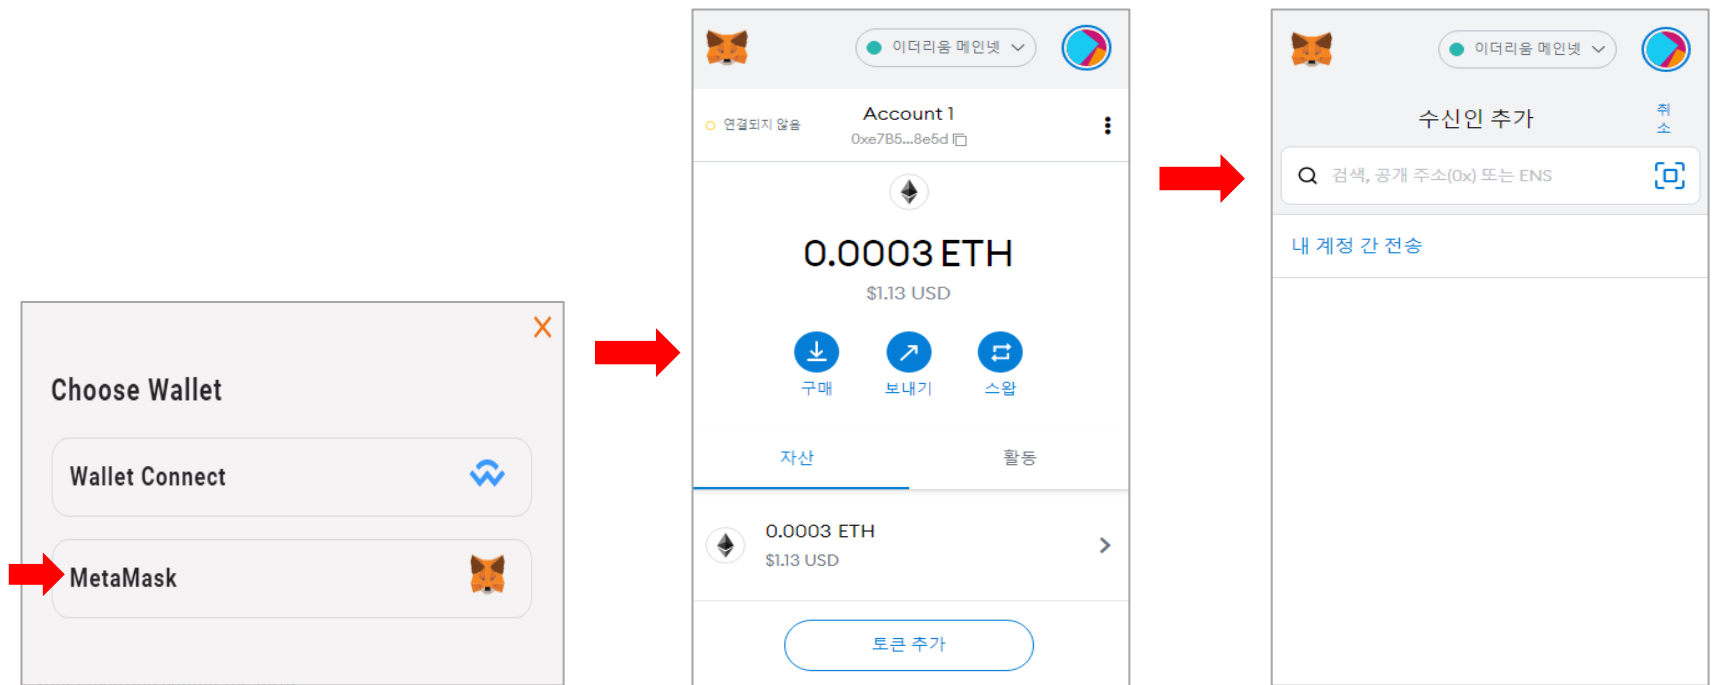 X
Choose Wallet
Wallet Connect
MetaMask
이더리움 메인넷
연결되지 않음
Account 1
0xe7B5...8e5d
0.0003 ETH
$1.13 USD
구매
보내기
스왑
자산
활동
0.0003 ETH
$1.13 USD
토큰 추가
이더리움 메인넷
수신인 추가
취
소
검색, 공개 주소(0x) 또는 ENS
내 계정 간 전송